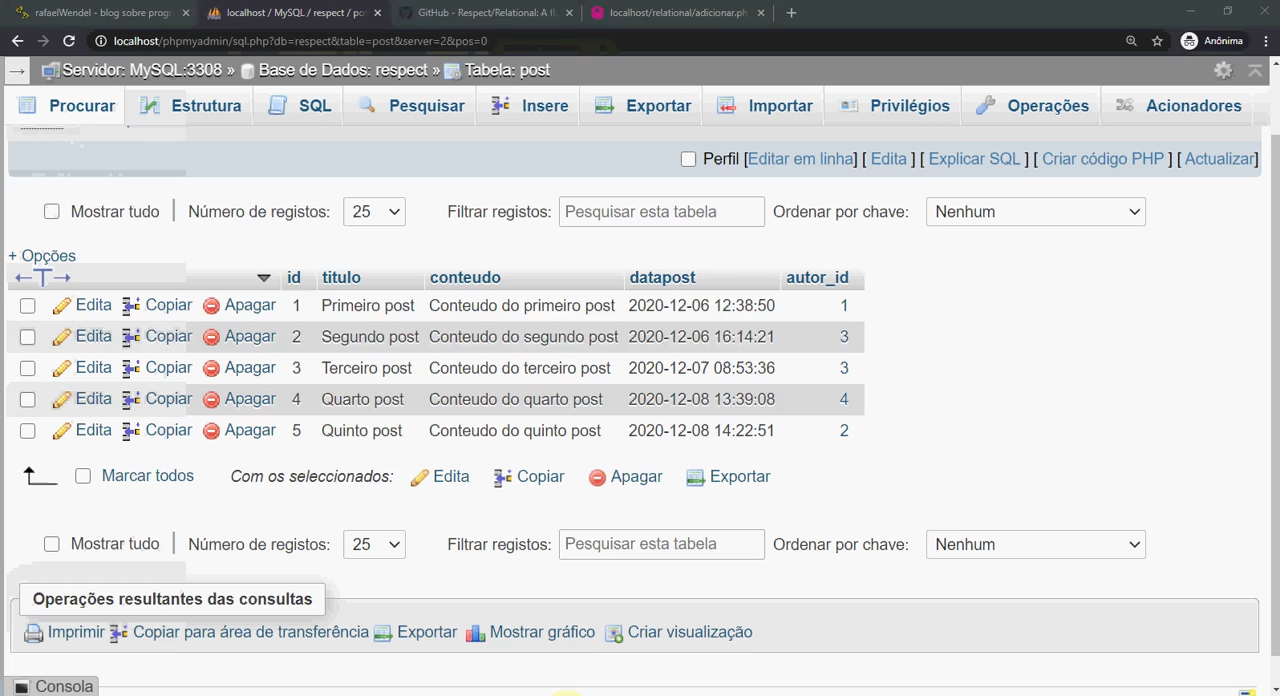 rafaelWendel - blog sobre progr
localhost / MySQL / respect / po
GitHub - Respect/Relational: A fl
localhost/relational/adicionar.ph
localhost/phpmyadmin/sql.php?db=respect&table=post&server=2&pos=0
Anônima
Servidor: MySQL:3308 » Base de Dados: respect » Tabela: post
Procurar Estrutura SQL Pesquisar Insere Exportar Importar Privilégios Operações Acionadores
Perfil [Editar em linha] [ Edita ] [ Explicar SQL ] [ Criar código PHP ] [ Actualizar]
Mostrar tudo | Número de registos: 25 Filtrar registos: Pesquisar esta tabela Ordenar por chave: Nenhum
+ Opções
←T→ id titulo conteudo datapost autor_id
Edita Copiar Apagar 1 Primeiro post Conteudo do primeiro post 2020-12-06 12:38:50 1
Edita Copiar Apagar 2 Segundo post Conteudo do segundo post 2020-12-06 16:14:21 3
Edita Copiar Apagar 3 Terceiro post Conteudo do terceiro post 2020-12-07 08:53:36 3
Edita Copiar Apagar 4 Quarto post Conteudo do quarto post 2020-12-08 13:39:08 4
Edita Copiar Apagar 5 Quinto post Conteudo do quinto post 2020-12-08 14:22:51 2
Marcar todos Com os seleccionados: Edita Copiar Apagar Exportar
Mostrar tudo | Número de registos: 25 Filtrar registos: Pesquisar esta tabela Ordenar por chave: Nenhum
Operações resultantes das consultas
Imprimir Copiar para área de transferência Exportar Mostrar gráfico Criar visualização
Consola